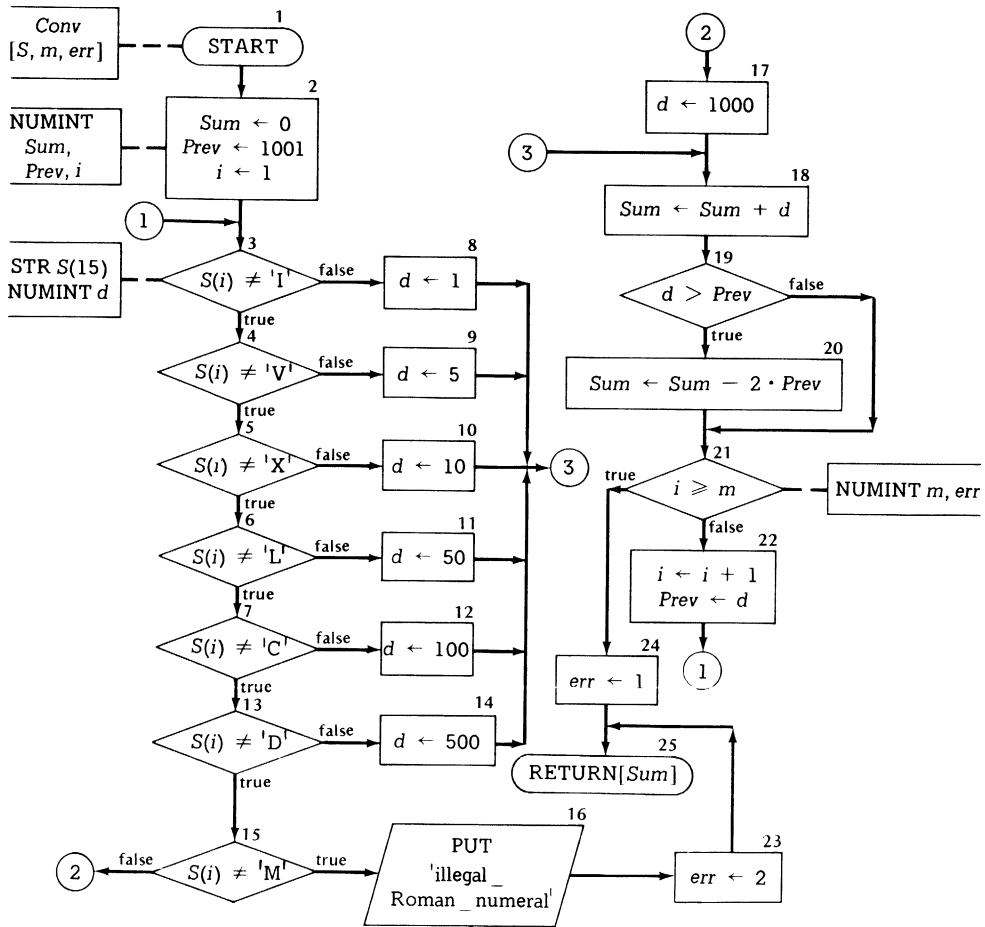 Conv
[S, m, err]
1
START
2
NUMINT
Sum,
Prev, i
Sum ← 0
Prev ← 1001
i ← 1
1
3
STR S(15)
NUMINT d
S(i) ≠ 'I'
false
8
d ← 1
true
4
S(i) ≠ 'V'
false
9
d ← 5
true
5
S(i) ≠ 'X'
false
10
d ← 10
3
true
6
S(i) ≠ 'L'
false
11
d ← 50
true
7
S(i) ≠ 'C'
false
12
d ← 100
true
13
S(i) ≠ 'D'
false
14
d ← 500
true
15
S(i) ≠ 'M'
false
2
true
16
PUT
'illegal_
Roman_numeral'
23
err ← 2
2
17
d ← 1000
3
18
Sum ← Sum + d
19
d > Prev
false
true
20
Sum ← Sum − 2 · Prev
21
i ⩾ m
true
NUMINT m, err
false
22
i ← i + 1
Prev ← d
1
24
err ← 1
25
RETURN[Sum]